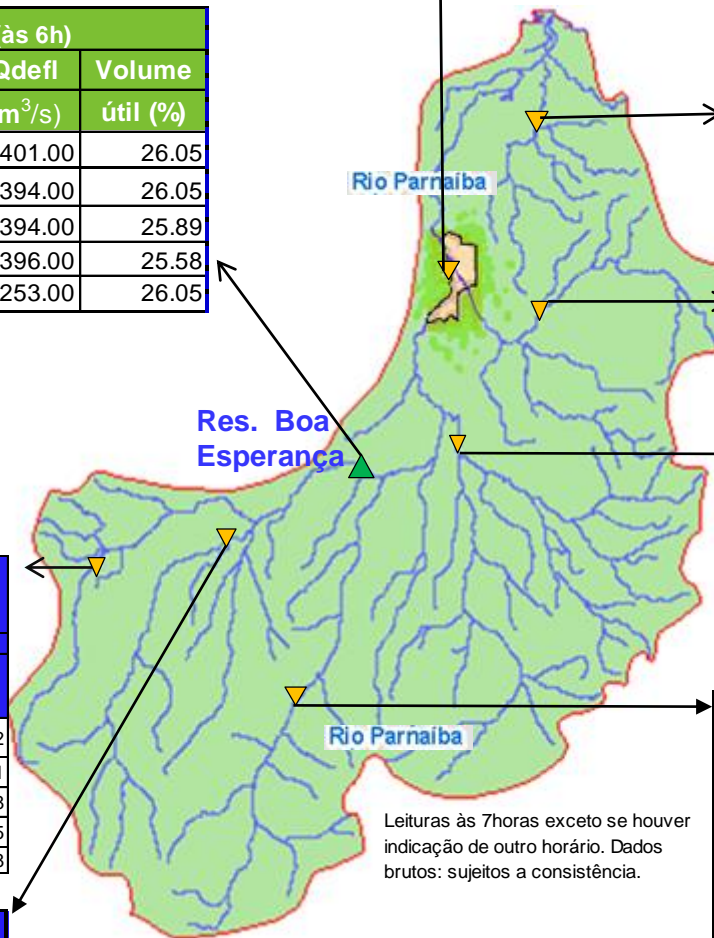 (às 6h)
Qdefl Volume
m³/s) útil (%)
401.00 26.05
394.00 26.05
394.00 25.89
396.00 25.58
253.00 26.05
Rio Parnaíba
Res. Boa
Esperança
Rio Parnaíba
Leituras às 7horas exceto se houver
indicação de outro horário. Dados
brutos: sujeitos a consistência.